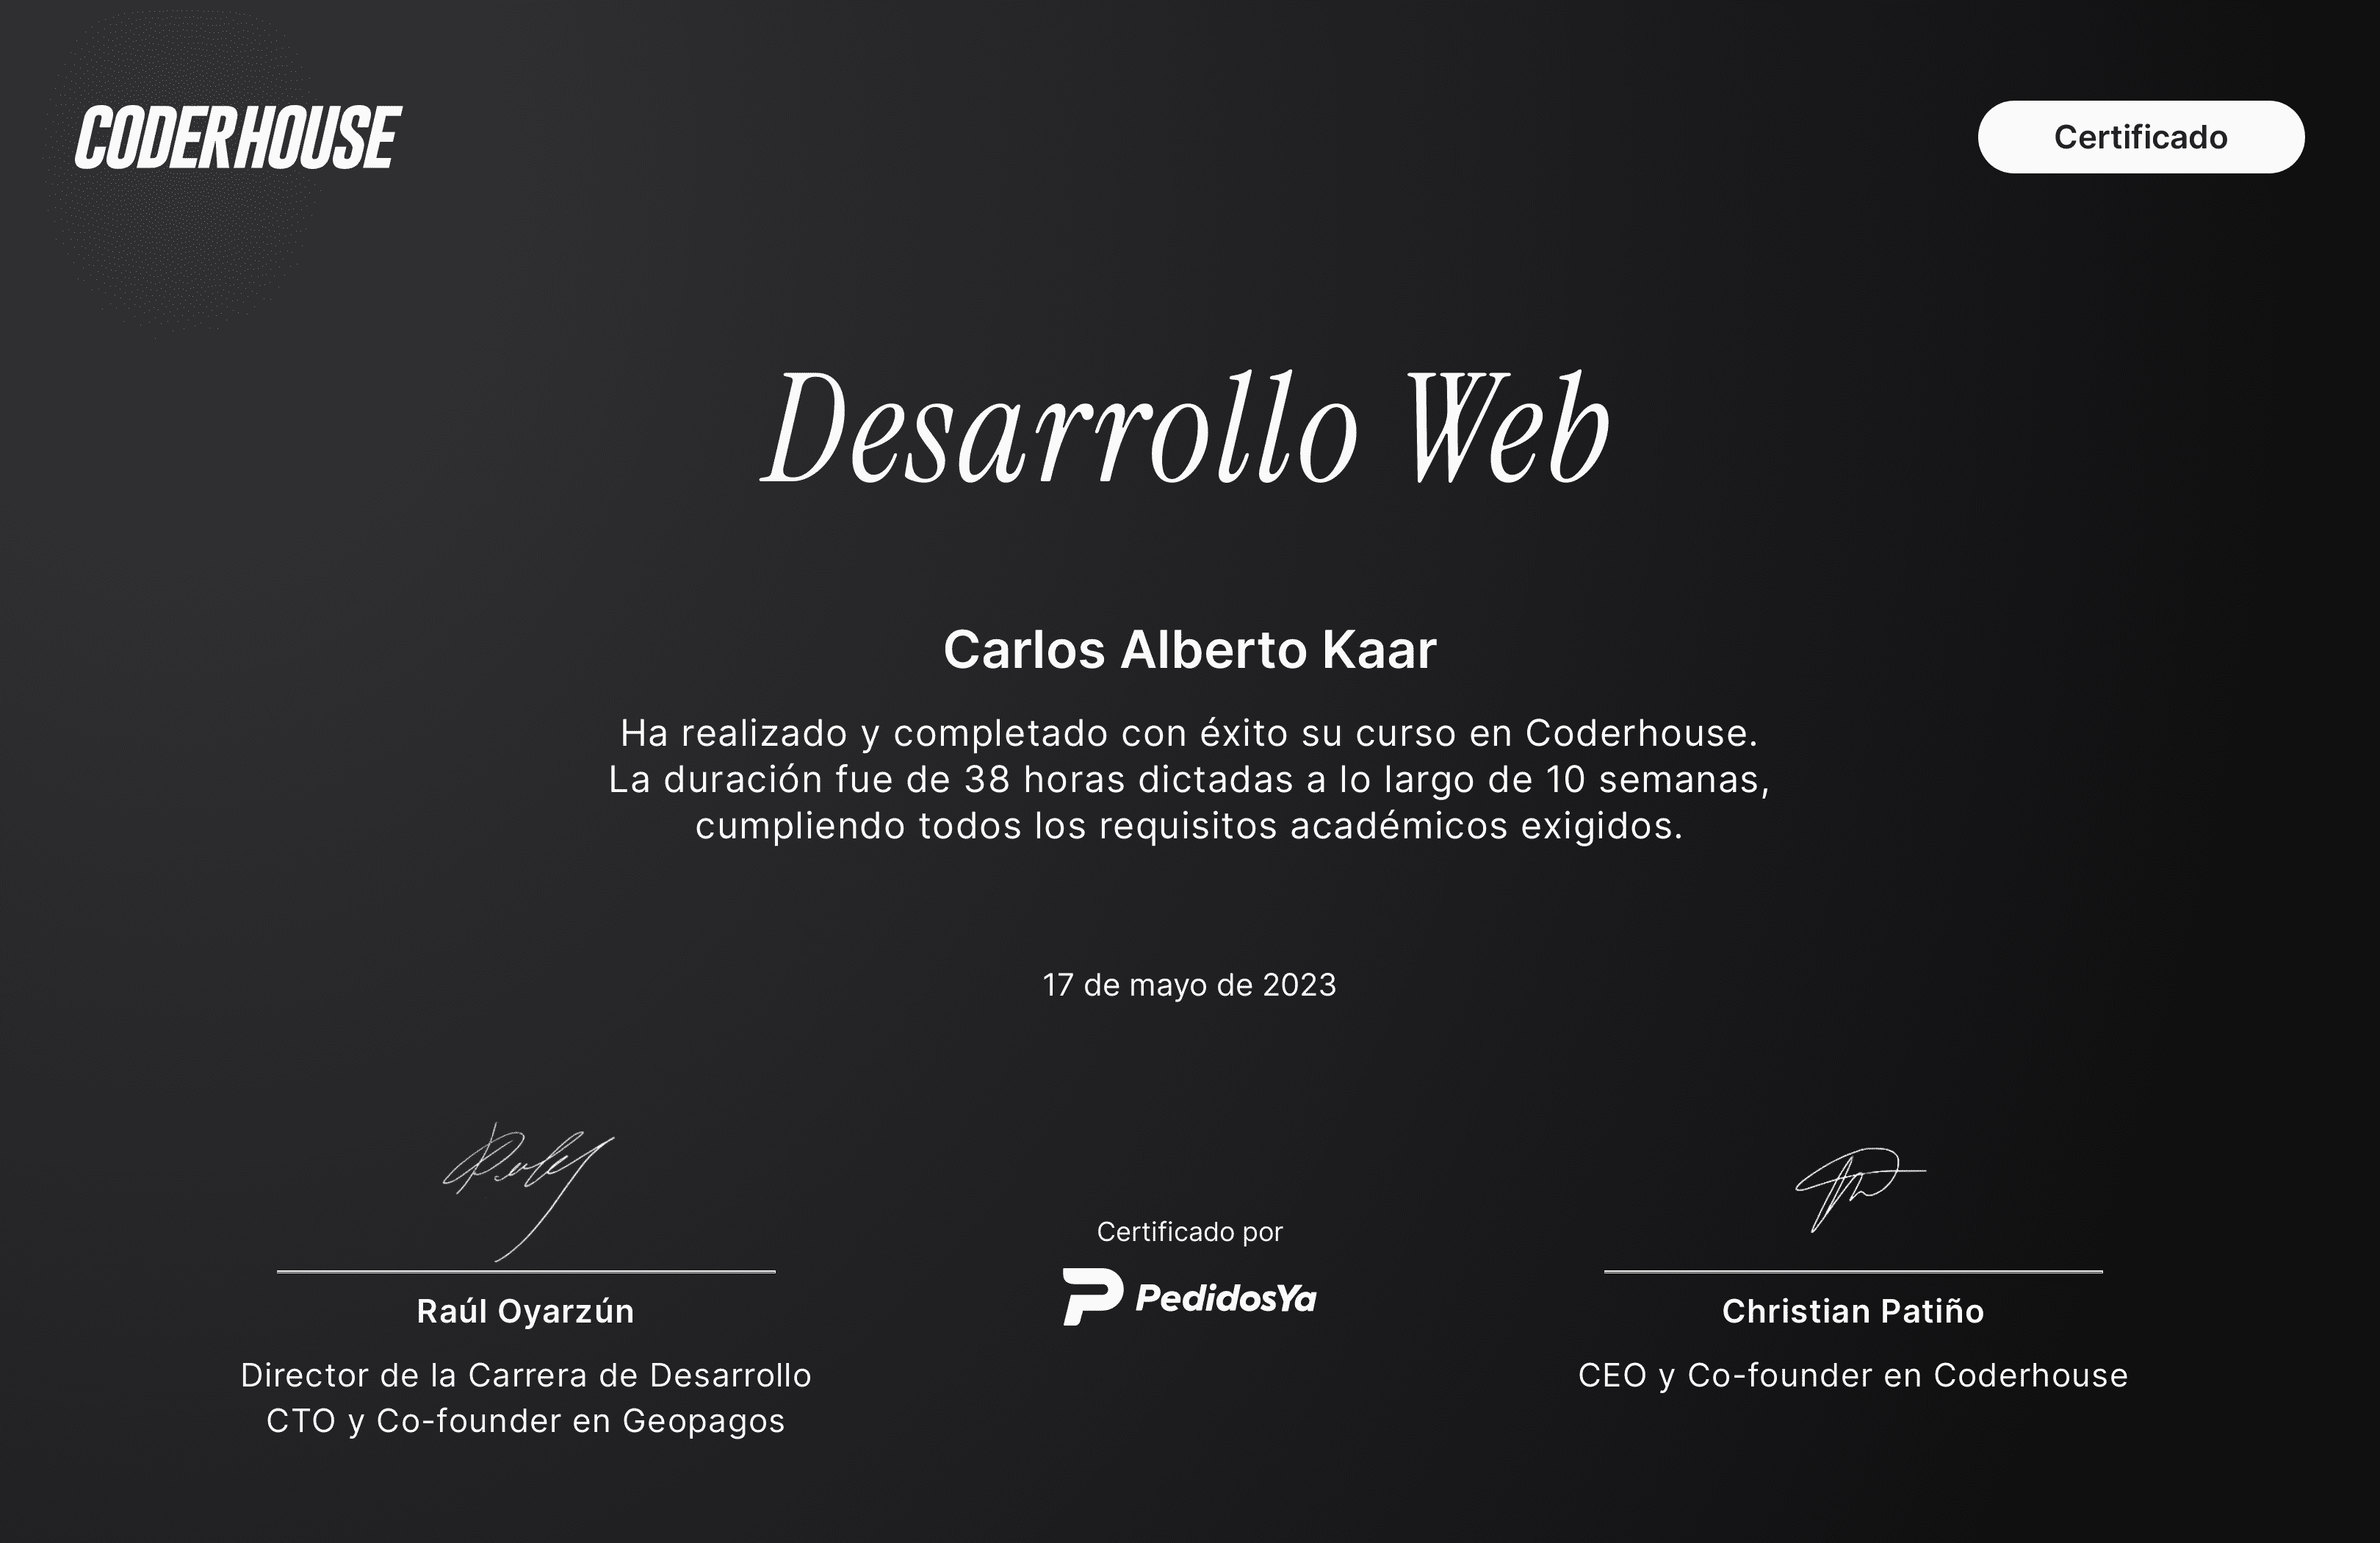 CODERHOUSE
Certificado
Desarrollo Web
Carlos Alberto Kaar
Ha realizado y completado con éxito su curso en Coderhouse.
La duración fue de 38 horas dictadas a lo largo de 10 semanas,
cumpliendo todos los requisitos académicos exigidos.
17 de mayo de 2023
Raúl Oyarzún
Director de la Carrera de Desarrollo
CTO y Co-founder en Geopagos
Certificado por
PedidosYa
Christian Patiño
CEO y Co-founder en Coderhouse